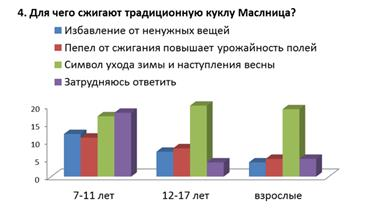 4. Для чего сжигают традиционную куклу Маслница?
Избавление от ненужных вещей
Пепел от сжигания повышает урожайность полей
Символ ухода зимы и наступления весны
Затрудняюсь ответить
20
15
10
5
0
7-11 лет 12-17 лет взрослые